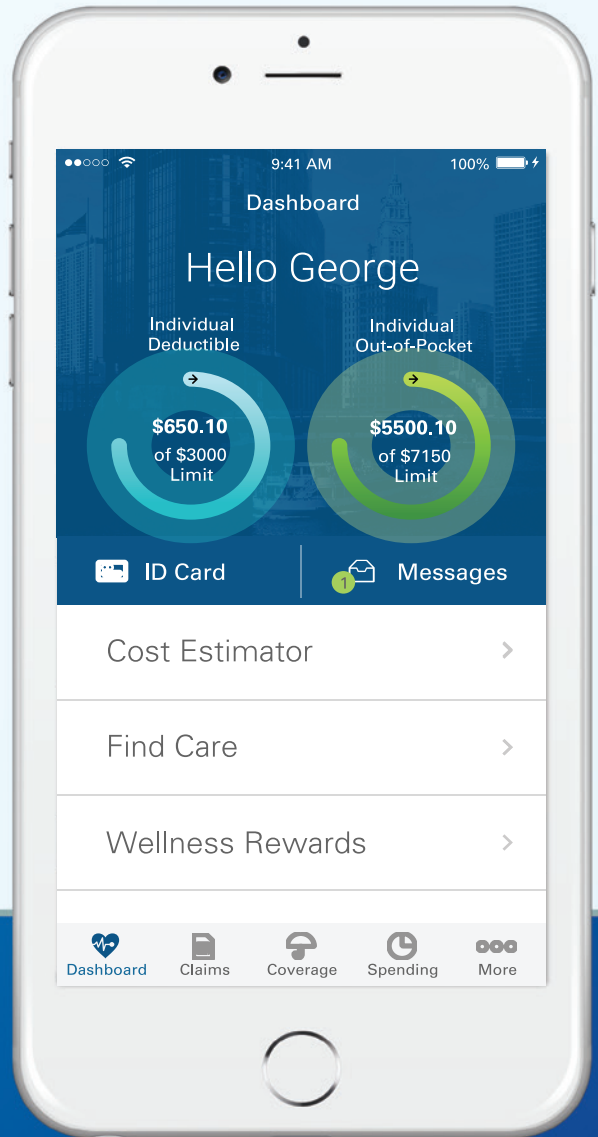 9:41 AM
100%
Dashboard
Hello George
Individual
Deductible
Individual
Out-of-Pocket
$650.10
of $3000
Limit
$5500.10
of $7150
Limit
ID Card
1
Messages
Cost Estimator
Find Care
Wellness Rewards
Dashboard
Claims
Coverage
Spending
More